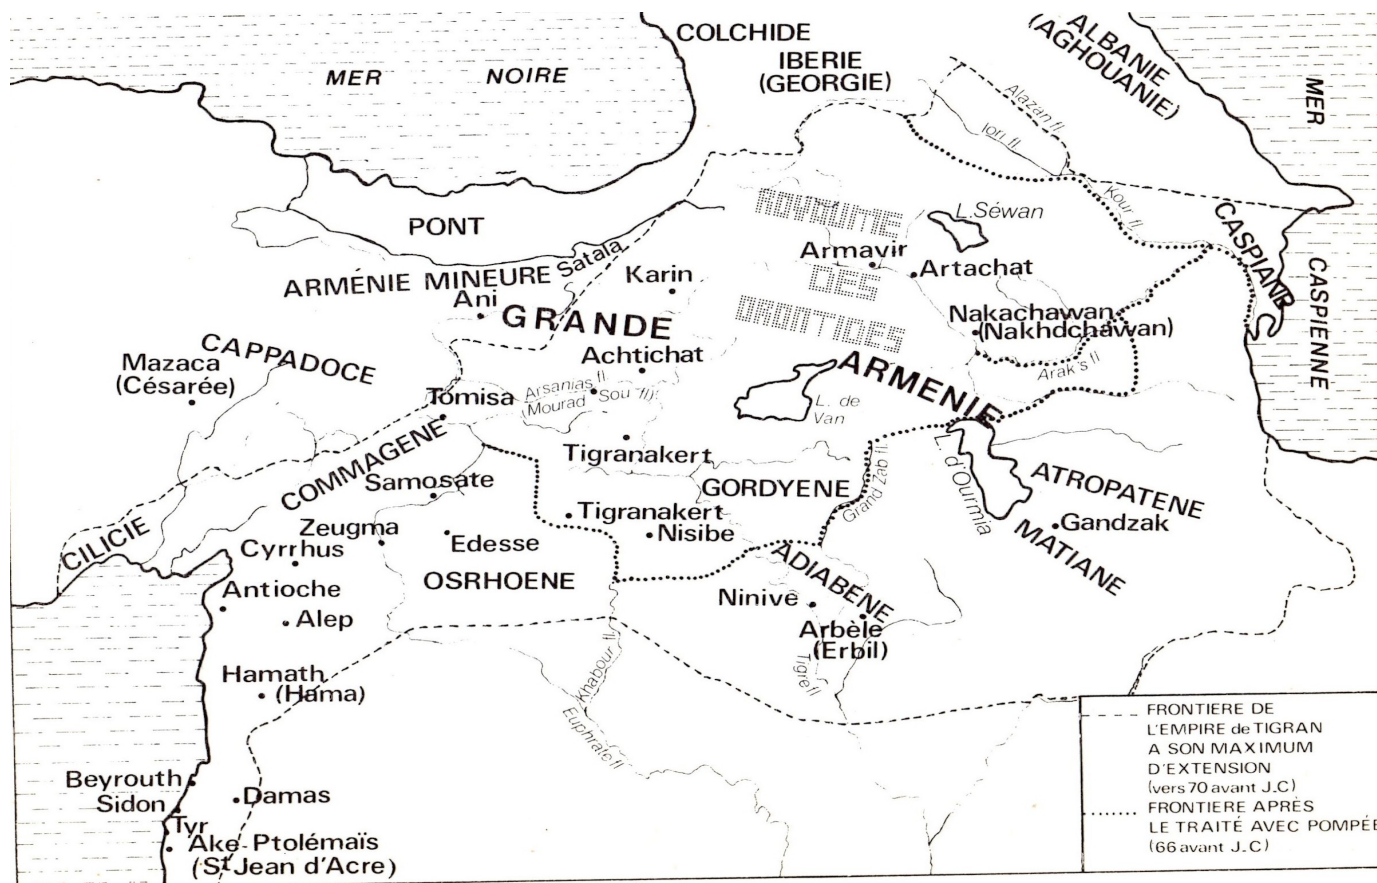 COLCHIDE
IBERIE
(GEORGIE)
ALBANIE
(AGHOUANIE)
MER NOIRE
MER
CASPIENNE
Alazan fl
Iori fl
Kour fl
CASPIANE
PONT
ROYAUME
DES
ORONTIDES
L.Séwan
Armavir
Artachat
ARMÉNIE MINEURE
Satala
Ani
Karin
GRANDE
ARMENIE
Nakachawan
(Nakhdchawan)
Arak's fl
CAPPADOCE
Mazaca
(Césarée)
Achtichat
Arsanias fl.
(Mourad Sou fl)
Tomisa
L. de
Van
COMMAGENE
Tigranakert
Samosate
GORDYENE
Grand Zab fl.
L. d'Ourmia
ATROPATENE
Gandzak
MATIANE
CILICIE
Zeugma
Cyrrhus
Edesse
Tigranakert
Nisibe
OSRHOENE
ADIABENE
Antioche
Alep
Ninive
Arbèle
(Erbil)
Tigre fl
Khabour fl
Euphrate fl
Hamath
(Hama)
Beyrouth
Sidon
Damas
Tyr
Ake-Ptolémaïs
(St Jean d'Acre)
FRONTIERE DE
L'EMPIRE de TIGRAN
A SON MAXIMUM
D'EXTENSION
(vers 70 avant J.C)
FRONTIERE APRÈS
LE TRAITÉ AVEC POMPÉE
(66 avant J.C)